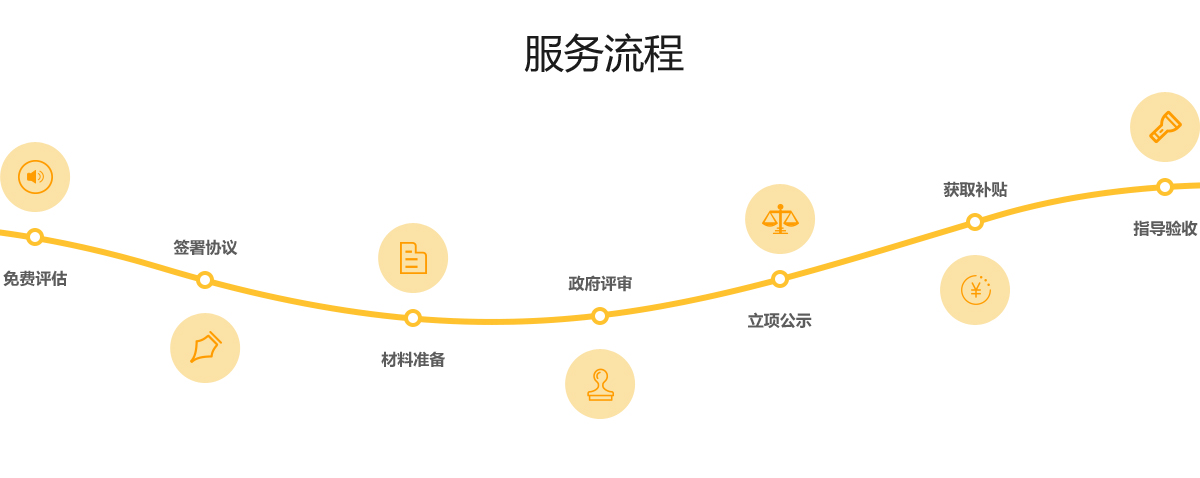 服务流程
免费评估
签署协议
材料准备
政府评审
立项公示
获取补贴
指导验收